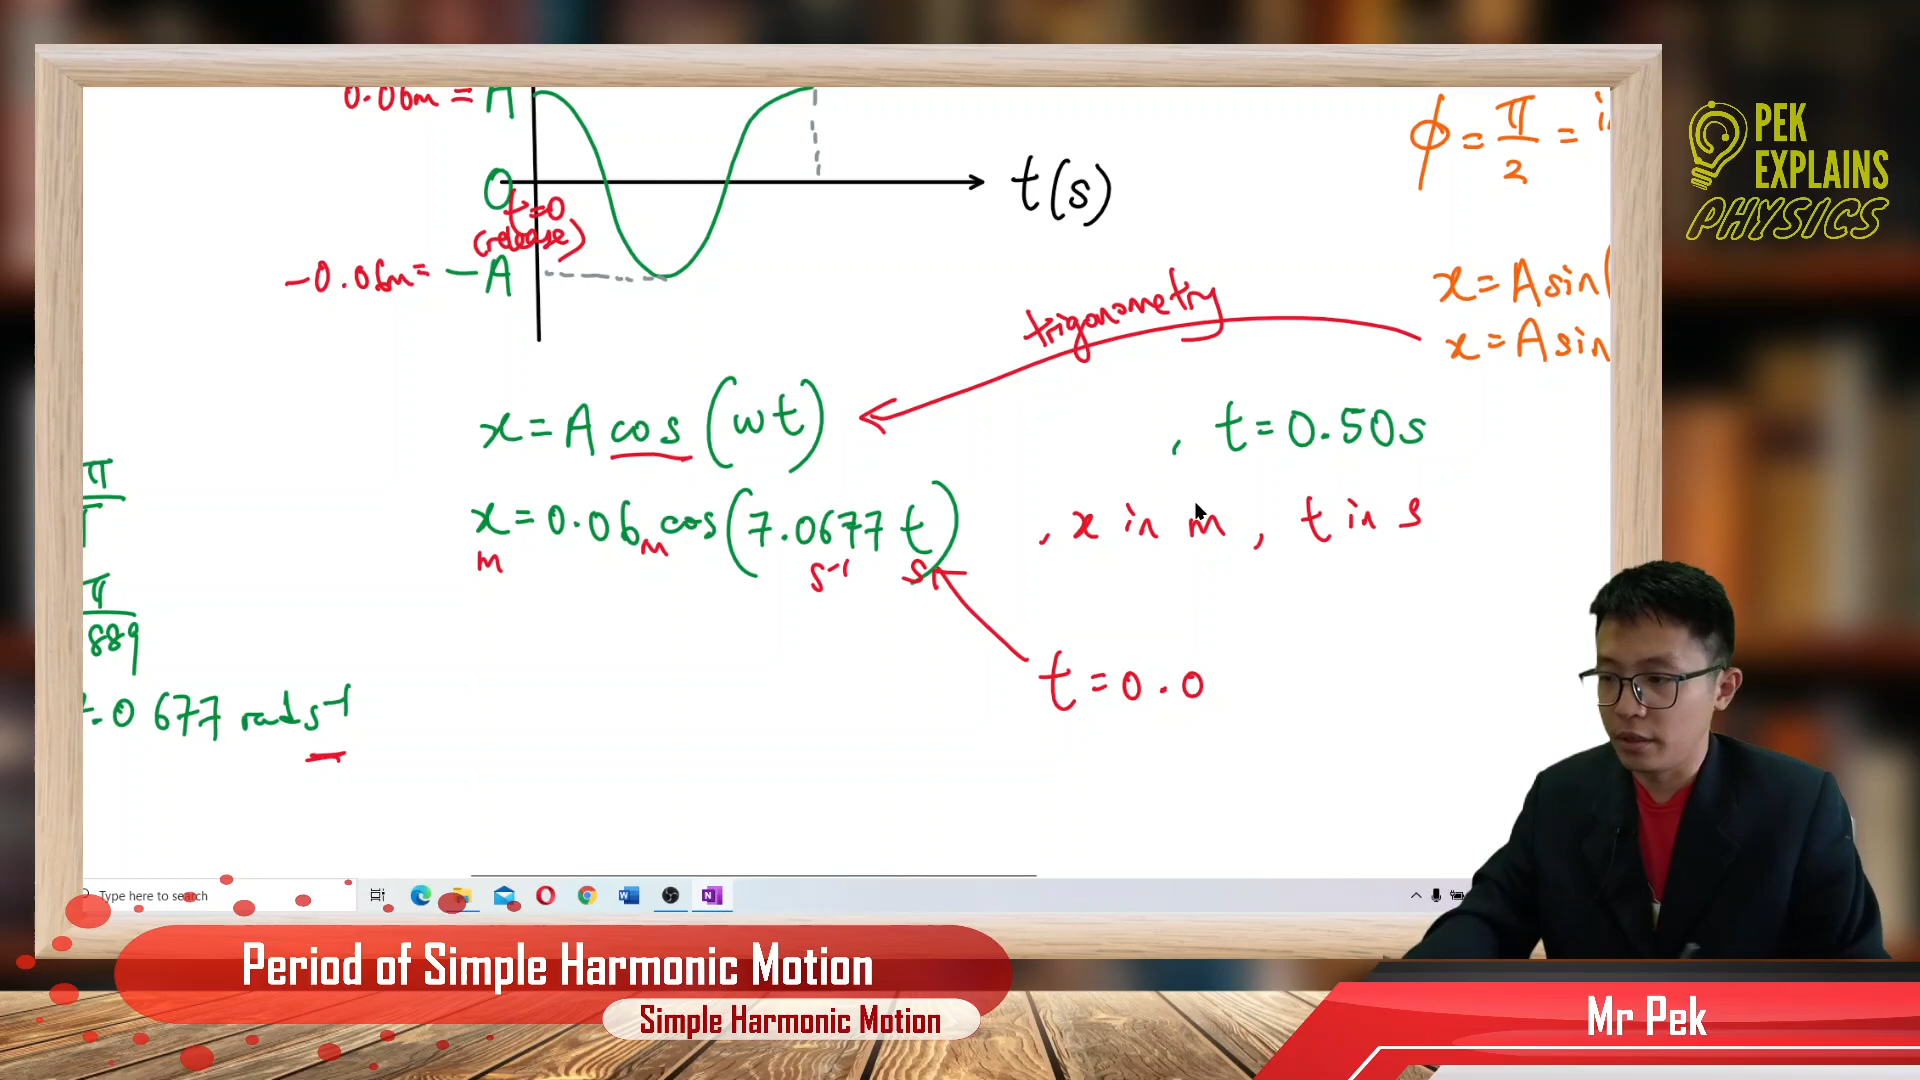 0.06m = A
0
t=0
(release)
-0.06m= -A
t(s)
ϕ = π/2 =
x = A sin(
x = A sin
trigonometry
x = A cos (ωt)
, t = 0.50s
x = 0.06 cos (7.0677 t)
m m s⁻¹ s
, x in m , t in s
π
π
889
.0677 rad s⁻¹
t = 0.0
PEK
EXPLAINS
PHYSICS
Type here to search
Period of Simple Harmonic Motion
Simple Harmonic Motion
Mr Pek